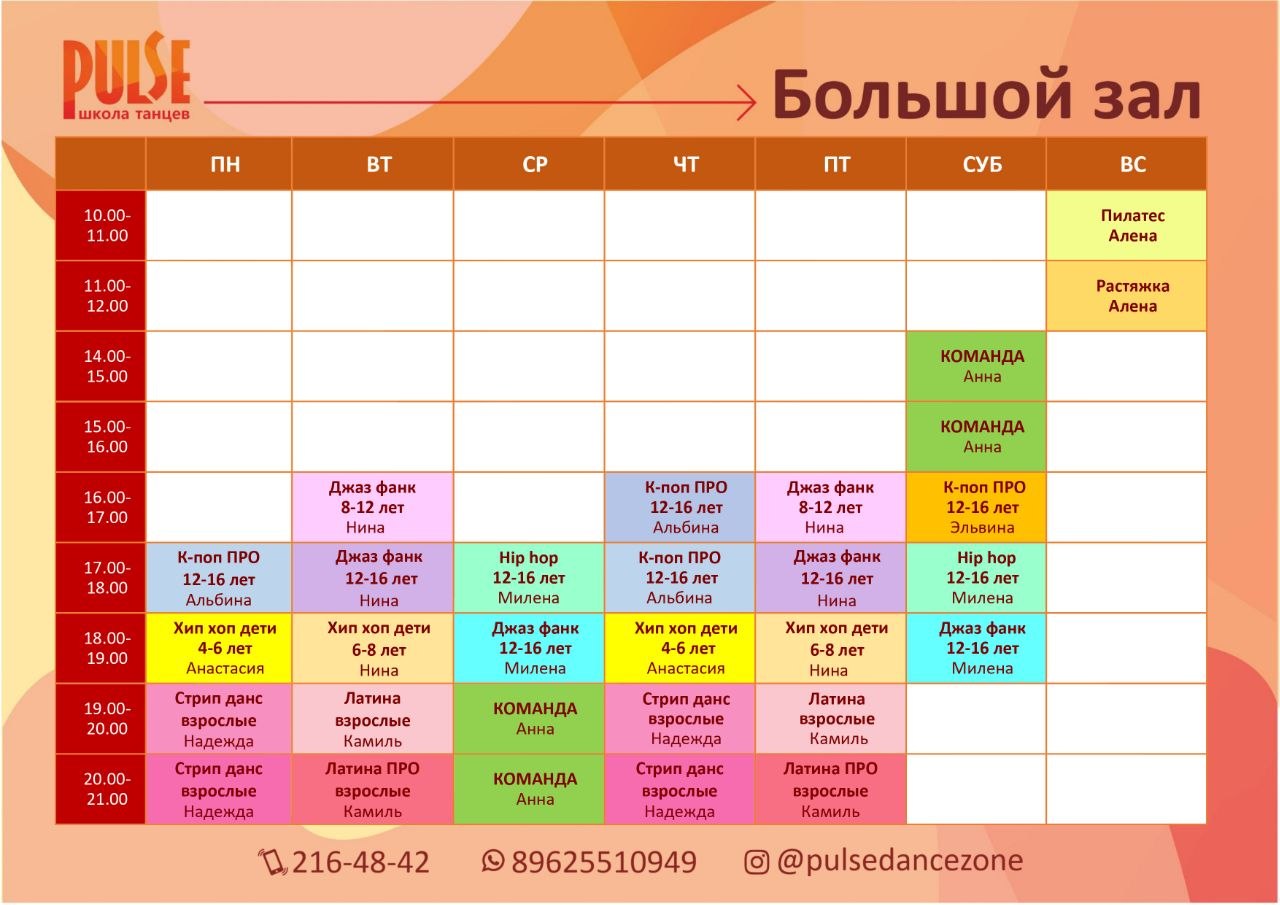 PULSE
школа танцев
Большой зал
ПН ВТ СР ЧТ ПТ СУБ ВС
10.00-
11.00
Пилатес
Алена
11.00-
12.00
Растяжка
Алена
14.00-
15.00
КОМАНДА
Анна
15.00-
16.00
КОМАНДА
Анна
16.00-
17.00
Джаз фанк
8-12 лет
Нина
К-поп ПРО
12-16 лет
Альбина
Джаз фанк
8-12 лет
Нина
К-поп ПРО
12-16 лет
Эльвина
17.00-
18.00
К-поп ПРО
12-16 лет
Альбина
Джаз фанк
12-16 лет
Нина
Hip hop
12-16 лет
Милена
К-поп ПРО
12-16 лет
Альбина
Джаз фанк
12-16 лет
Нина
Hip hop
12-16 лет
Милена
18.00-
19.00
Хип хоп дети
4-6 лет
Анастасия
Хип хоп дети
6-8 лет
Нина
Джаз фанк
12-16 лет
Милена
Хип хоп дети
4-6 лет
Анастасия
Хип хоп дети
6-8 лет
Нина
Джаз фанк
12-16 лет
Милена
19.00-
20.00
Стрип данс
взрослые
Надежда
Латина
взрослые
Камиль
КОМАНДА
Анна
Стрип данс
взрослые
Надежда
Латина
взрослые
Камиль
20.00-
21.00
Стрип данс
взрослые
Надежда
Латина ПРО
взрослые
Камиль
КОМАНДА
Анна
Стрип данс
взрослые
Надежда
Латина ПРО
взрослые
Камиль
216-48-42 89625510949 @pulsedancezone